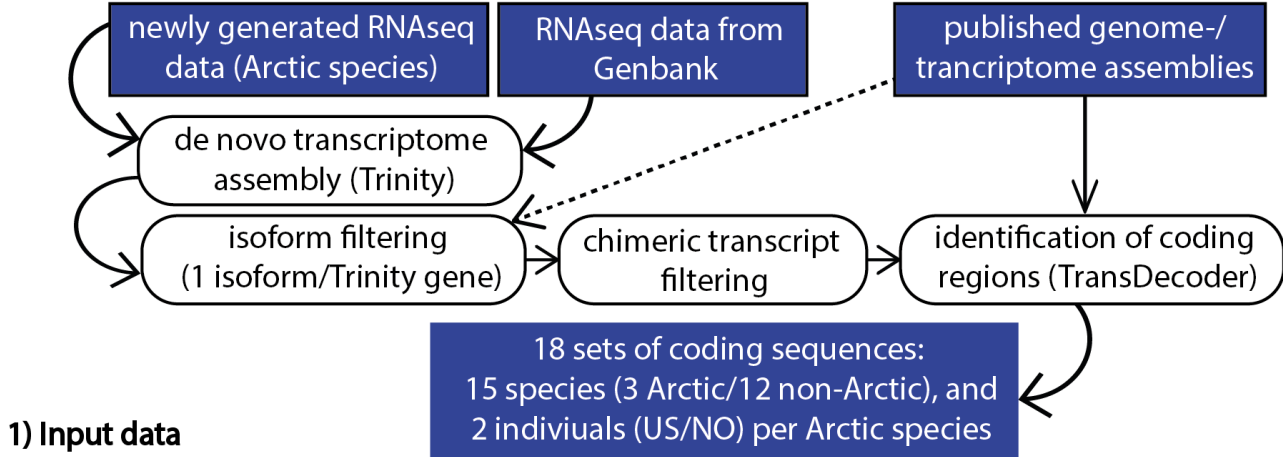 newly generated RNAseq
data (Arctic species)
RNAseq data from
Genbank
published genome-/
trancriptome assemblies
de novo transcriptome
assembly (Trinity)
isoform filtering
(1 isoform/Trinity gene)
chimeric transcript
filtering
identification of coding
regions (TransDecoder)
18 sets of coding sequences:
15 species (3 Arctic/12 non-Arctic), and
2 indiviuals (US/NO) per Arctic species
1) Input data